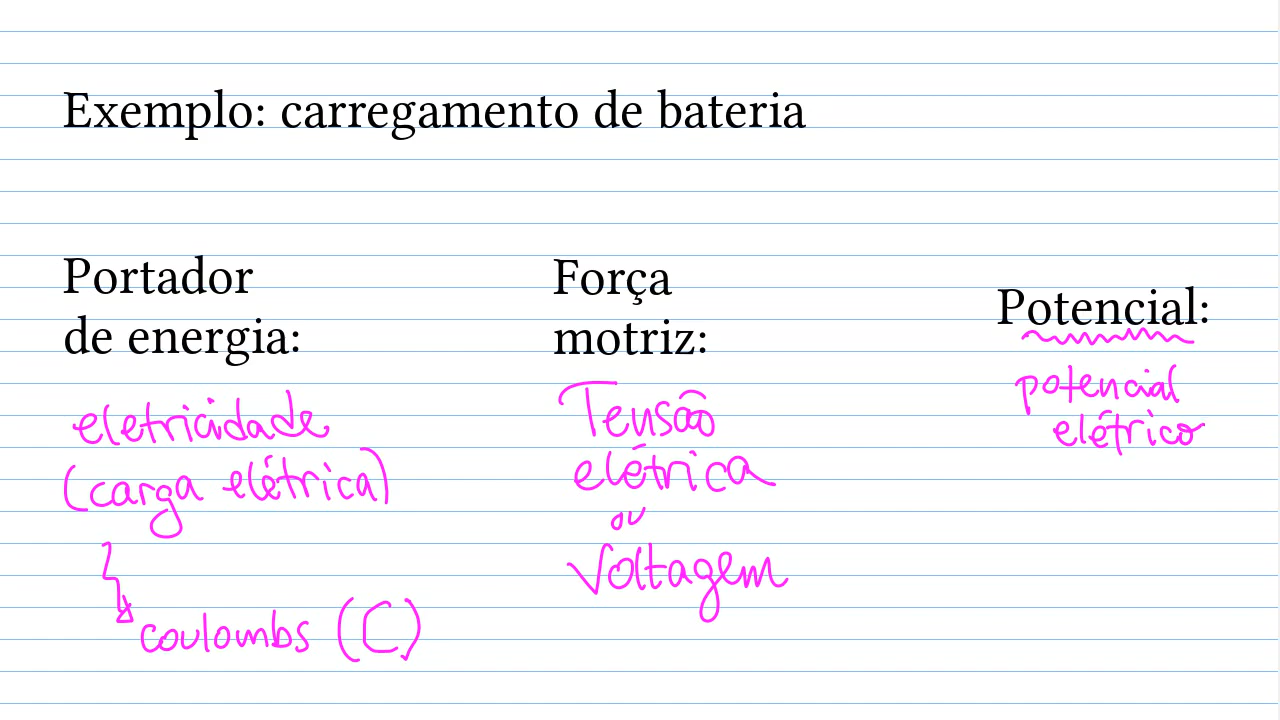 Exemplo: carregamento de bateria
Portador
de energia:
eletricidade
(carga elétrica)
coulombs (C)
Força
motriz:
Tensão
elétrica
ou
Voltagem
Potencial:
potencial
elétrico